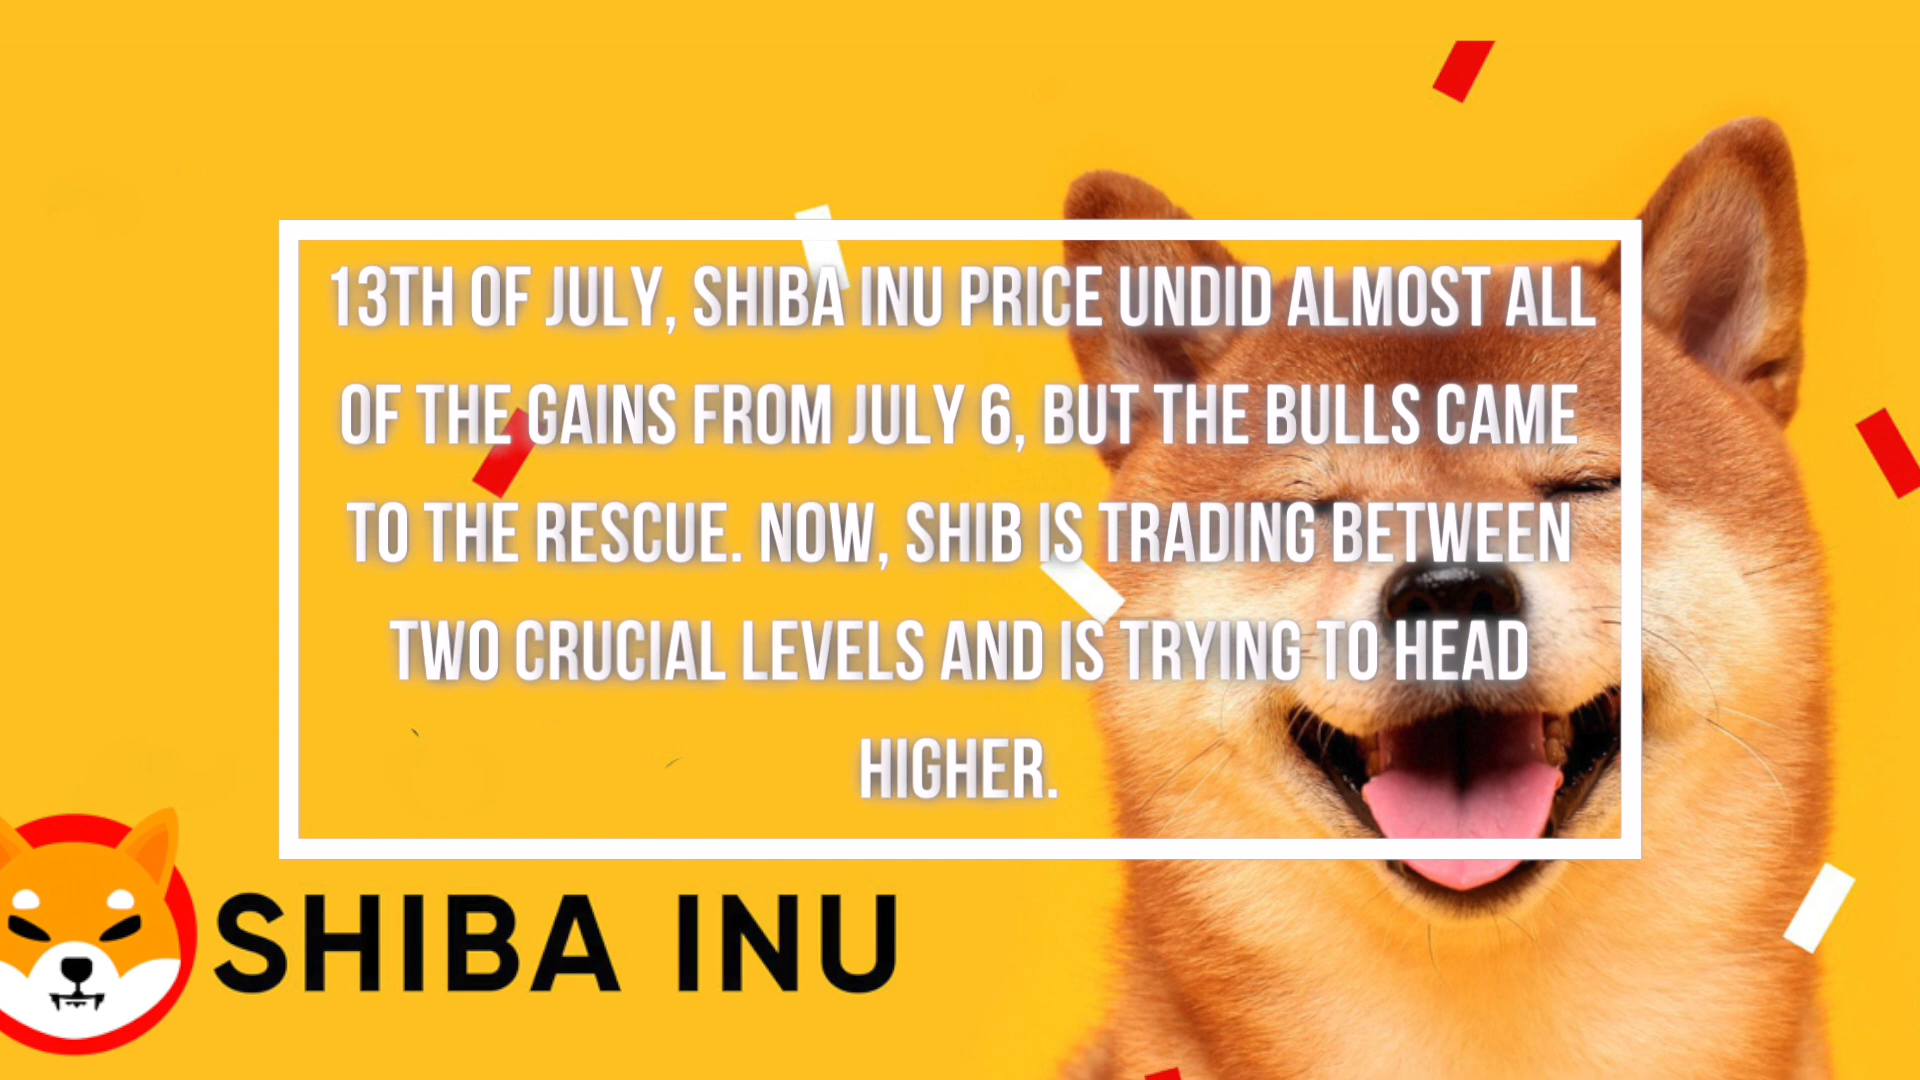 13TH OF JULY, SHIBA INU PRICE UNDID ALMOST ALL
OF THE GAINS FROM JULY 6, BUT THE BULLS CAME
TO THE RESCUE. NOW, SHIB IS TRADING BETWEEN
TWO CRUCIAL LEVELS AND IS TRYING TO HEAD
HIGHER.
SHIBA INU